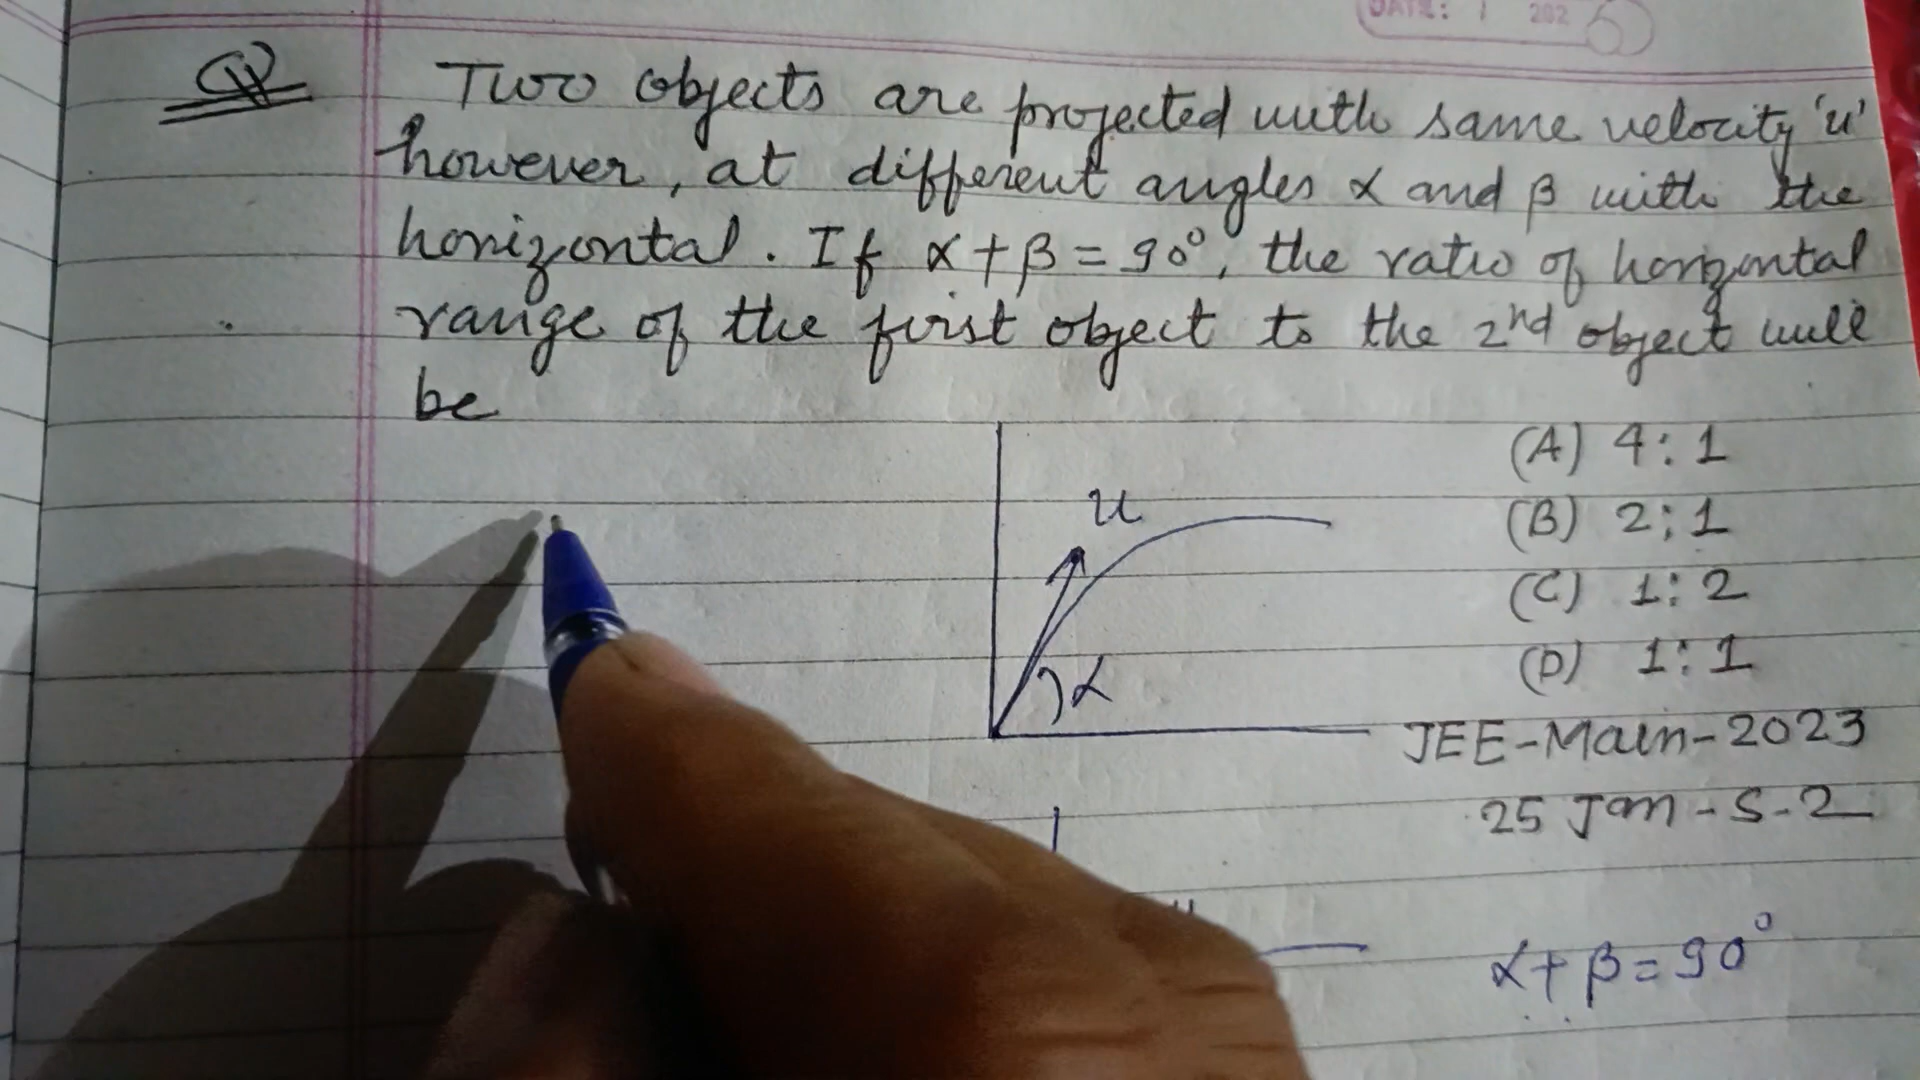 DATE: 202
Q
Two objects are projected with same velocity 'u'
however, at different angles α and β with the
horizontal. If α+β=90°, the ratio of horizontal
range of the first object to the 2nd object will
be
(A) 4:1
u
(B) 2:1
(C) 1:2
(D) 1:1
α
JEE-Main-2023
25 Jan-S-2
α+β=90°